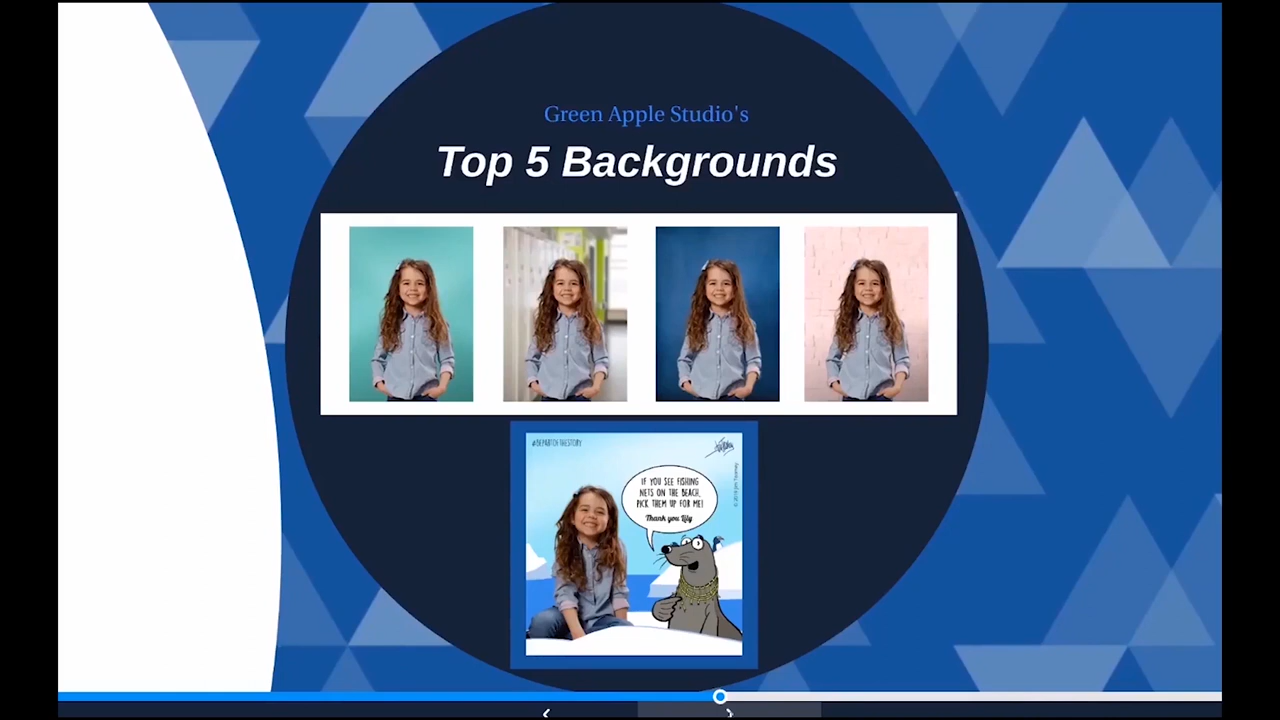 Green Apple Studio's
Top 5 Backgrounds
#BEPARTOFTHESTORY
IF YOU SEE FISHING
NETS ON THE BEACH,
PICK THEM UP FOR ME!
Thank you Lily